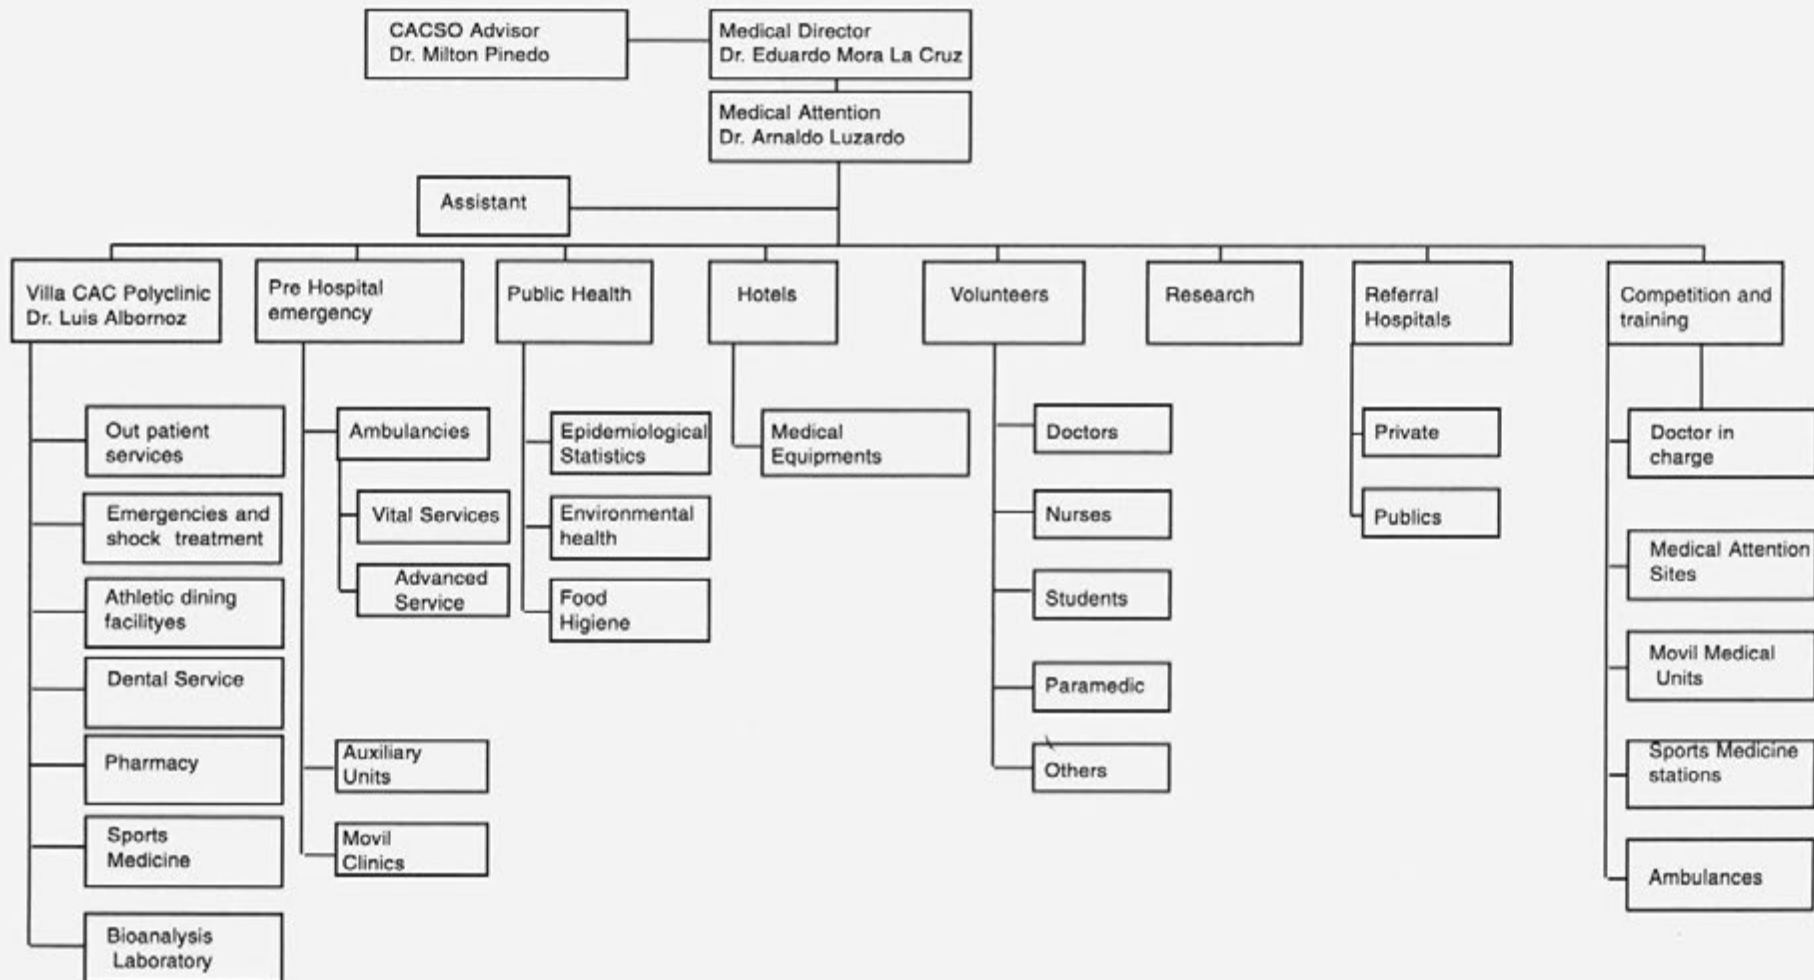 CACSO Advisor
Dr. Milton Pinedo
Medical Director
Dr. Eduardo Mora La Cruz
Medical Attention
Dr. Arnaldo Luzardo
Assistant
Villa CAC Polyclinic
Dr. Luis Albornoz
Pre Hospital
emergency
Public Health
Hotels
Volunteers
Research
Referral
Hospitals
Competition and
training
Out patient
services
Emergencies and
shock treatment
Athletic dining
facilityes
Dental Service
Pharmacy
Sports
Medicine
Bioanalysis
Laboratory
Ambulancies
Vital Services
Advanced
Service
Auxiliary
Units
Movil
Clinics
Epidemiological
Statistics
Environmental
health
Food
Higiene
Medical
Equipments
Doctors
Nurses
Students
Paramedic
Others
Private
Publics
Doctor in
charge
Medical Attention
Sites
Movil Medical
Units
Sports Medicine
stations
Ambulances